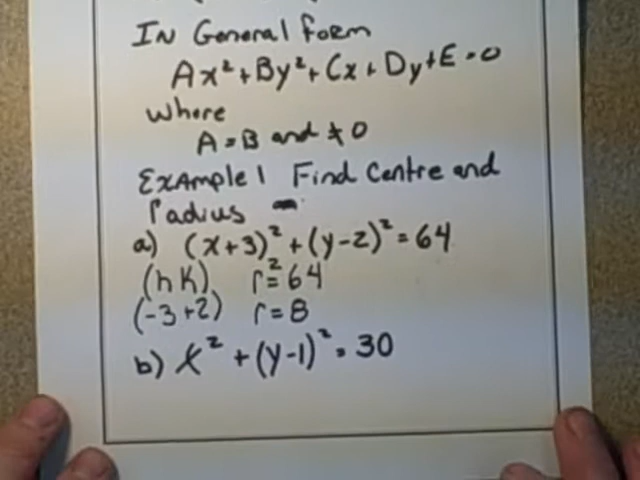 In General form
Ax² + By² + Cx + Dy + E = 0
where
A = B and ≠ 0
Example 1 Find Centre and
radius
a) (x+3)² + (y-2)² = 64
(h k) r² = 64
(-3 +2) r = 8
b) x² + (y-1)² = 30